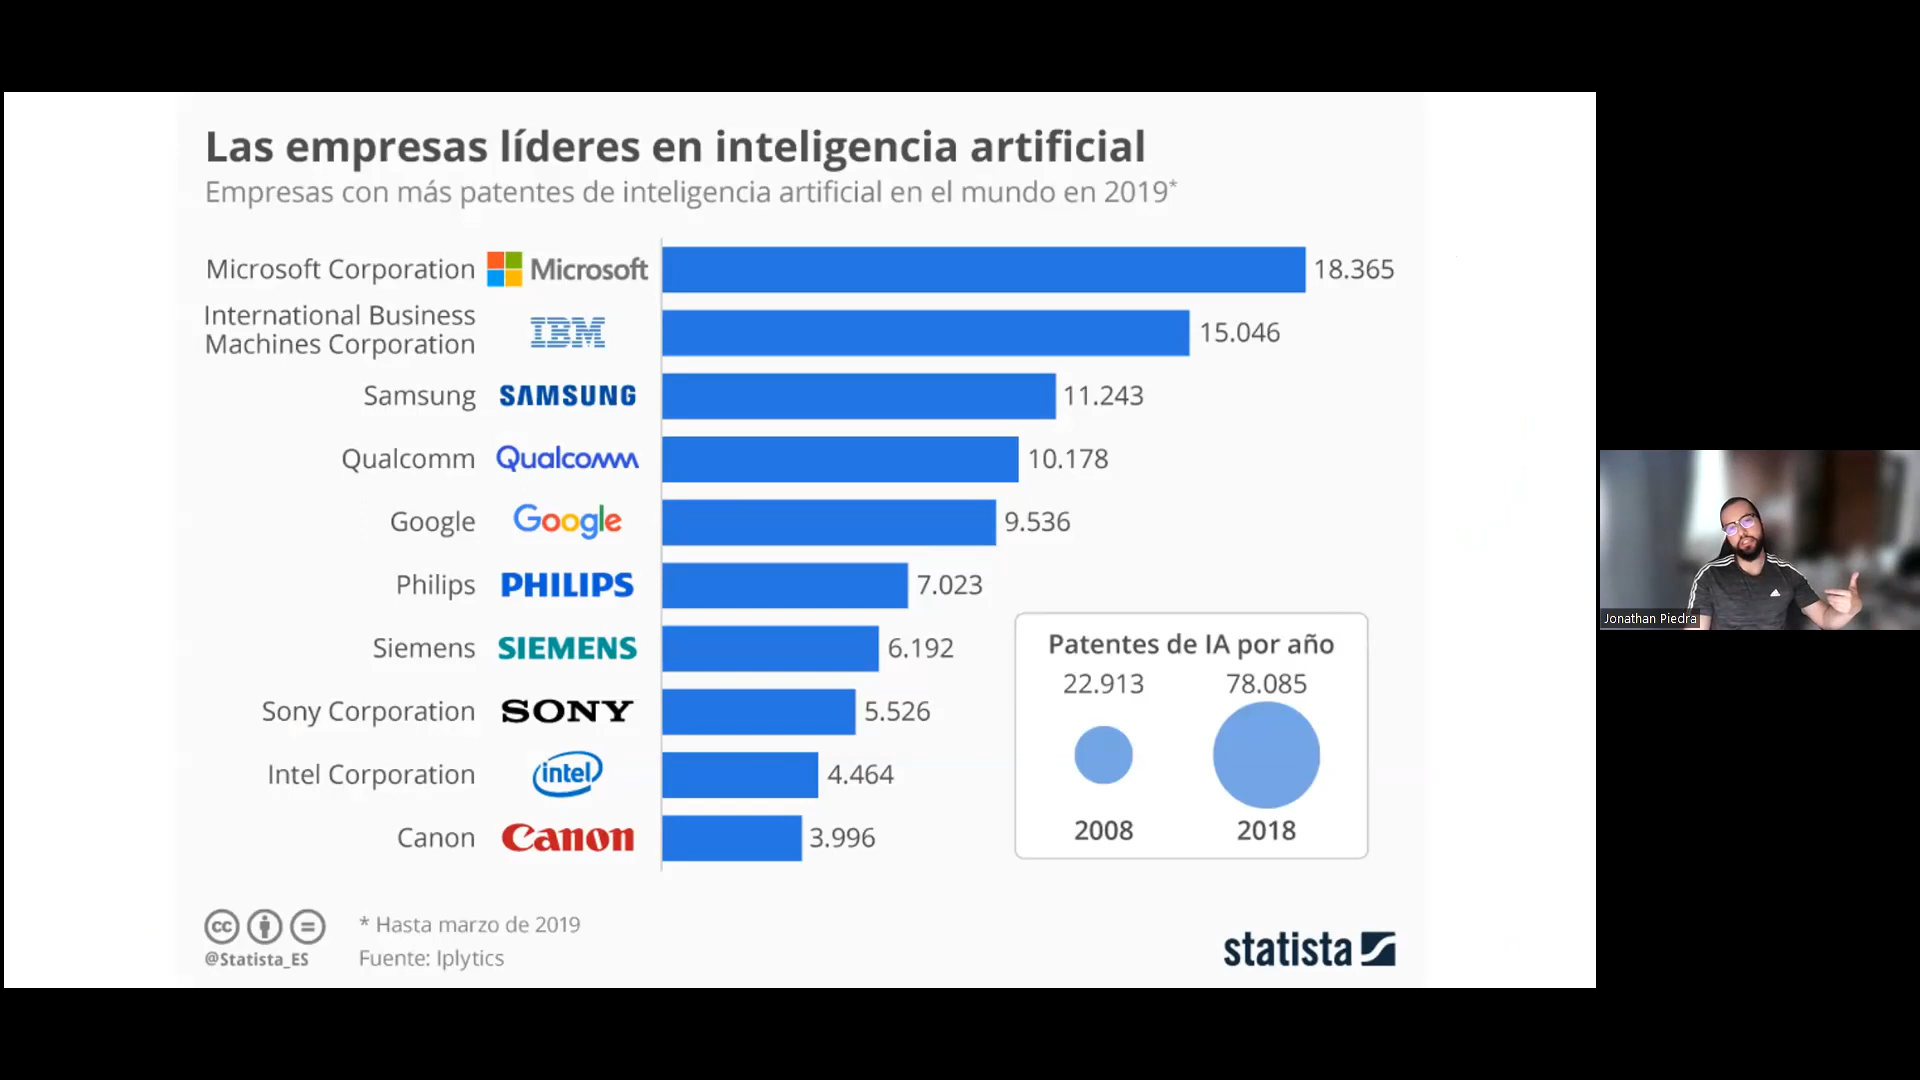 Las empresas líderes en inteligencia artificial
Empresas con más patentes de inteligencia artificial en el mundo en 2019*
Microsoft Corporation Microsoft 18.365
International Business
Machines Corporation IBM 15.046
Samsung SAMSUNG 11.243
Qualcomm Qualcomm 10.178
Google Google 9.536
Philips PHILIPS 7.023
Siemens SIEMENS 6.192
Sony Corporation SONY 5.526
Intel Corporation intel 4.464
Canon Canon 3.996
Patentes de IA por año
22.913 78.085
2008 2018
cc
@Statista_ES
* Hasta marzo de 2019
Fuente: Iplytics
statista
Jonathan Piedra